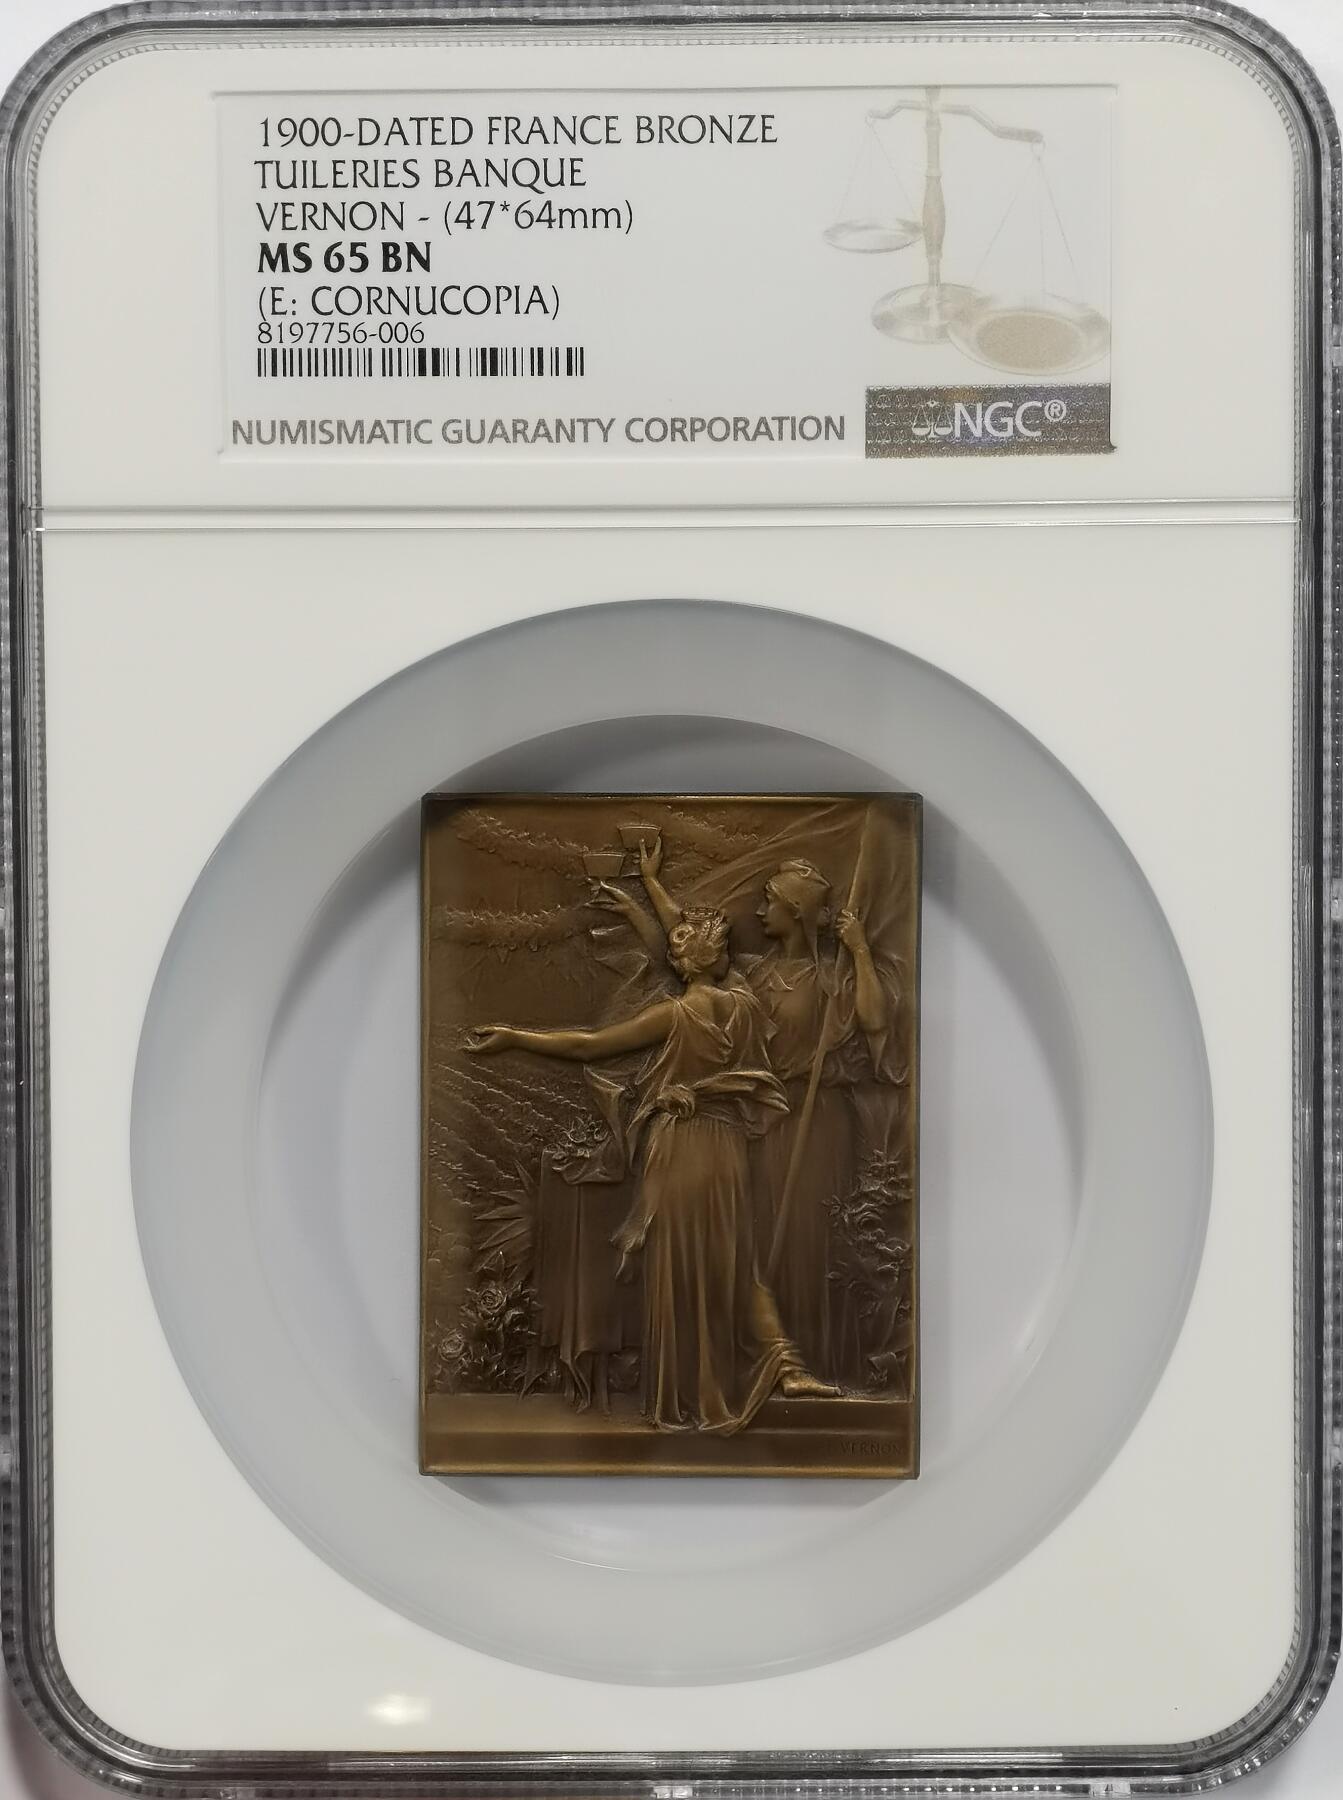 1900-DATED FRANCE BRONZE
TUILERIES BANQUE
VERNON - (47*64mm)
MS 65 BN
(E: CORNUCOPIA)
8197756-006
NUMISMATIC GUARANTY CORPORATION
NGC®
VERNON